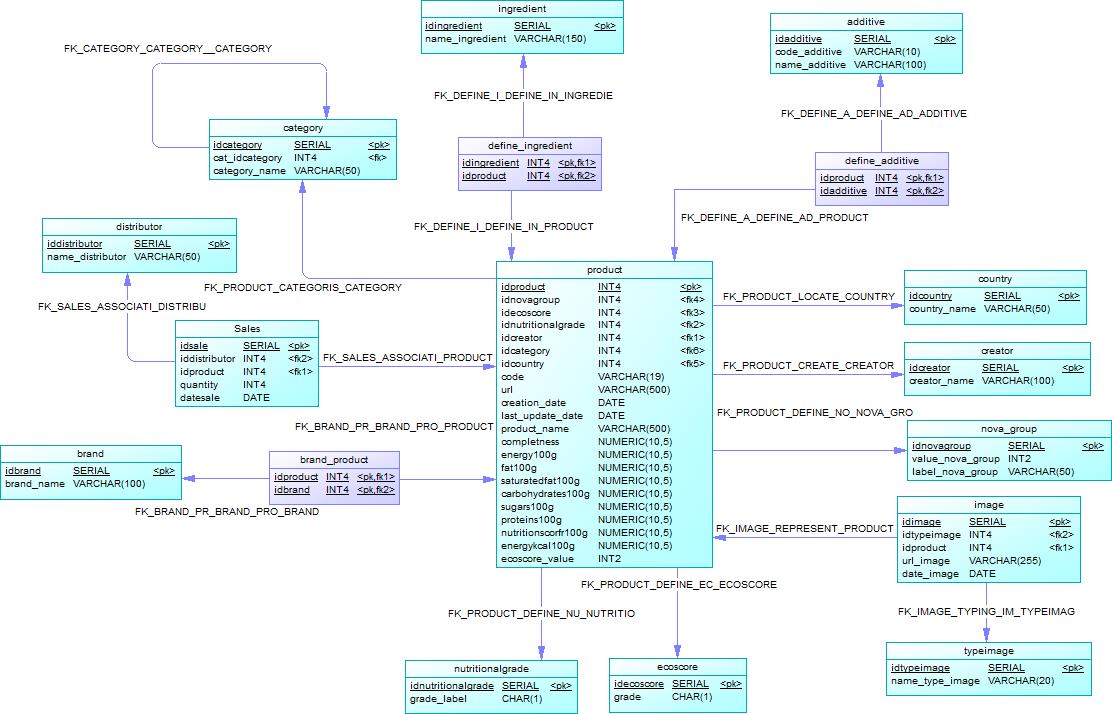 ingredient
idingredient SERIAL <pk>
name_ingredient VARCHAR(150)
additive
idadditive SERIAL <pk>
code_additive VARCHAR(10)
name_additive VARCHAR(100)
FK_CATEGORY_CATEGORY__CATEGORY
FK_DEFINE_I_DEFINE_IN_INGREDIE
FK_DEFINE_A_DEFINE_AD_ADDITIVE
category
idcategory SERIAL <pk>
cat_idcategory INT4 <fk>
category_name VARCHAR(50)
define_ingredient
idingredient INT4 <pk,fk1>
idproduct INT4 <pk,fk2>
define_additive
idproduct INT4 <pk,fk1>
idadditive INT4 <pk,fk2>
FK_DEFINE_I_DEFINE_IN_PRODUCT
FK_DEFINE_A_DEFINE_AD_PRODUCT
distributor
iddistributor SERIAL <pk>
name_distributor VARCHAR(50)
FK_PRODUCT_CATEGORIS_CATEGORY
FK_SALES_ASSOCIATI_DISTRIBU
product
idproduct INT4 <pk>
idnovagroup INT4 <fk4>
idecoscore INT4 <fk3>
idnutritionalgrade INT4 <fk2>
idcreator INT4 <fk1>
idcategory INT4 <fk6>
idcountry INT4 <fk5>
code VARCHAR(19)
url VARCHAR(500)
creation_date DATE
last_update_date DATE
product_name VARCHAR(500)
completness NUMERIC(10,5)
energy100g NUMERIC(10,5)
fat100g NUMERIC(10,5)
saturatedfat100g NUMERIC(10,5)
carbohydrates100g NUMERIC(10,5)
sugars100g NUMERIC(10,5)
proteins100g NUMERIC(10,5)
nutritionscorfr100g NUMERIC(10,5)
energykcal100g NUMERIC(10,5)
ecoscore_value INT2
country
idcountry SERIAL <pk>
country_name VARCHAR(50)
FK_PRODUCT_LOCATE_COUNTRY
Sales
idsale SERIAL <pk>
iddistributor INT4 <fk2>
idproduct INT4 <fk1>
quantity INT4
datesale DATE
FK_SALES_ASSOCIATI_PRODUCT
creator
idcreator SERIAL <pk>
creator_name VARCHAR(100)
FK_PRODUCT_CREATE_CREATOR
FK_PRODUCT_DEFINE_NO_NOVA_GRO
nova_group
idnovagroup SERIAL <pk>
value_nova_group INT2
label_nova_group VARCHAR(50)
FK_BRAND_PR_BRAND_PRO_PRODUCT
brand
idbrand SERIAL <pk>
brand_name VARCHAR(100)
brand_product
idproduct INT4 <pk,fk1>
idbrand INT4 <pk,fk2>
FK_BRAND_PR_BRAND_PRO_BRAND
image
idimage SERIAL <pk>
idtypeimage INT4 <fk2>
idproduct INT4 <fk1>
url_image VARCHAR(255)
date_image DATE
FK_IMAGE_REPRESENT_PRODUCT
FK_PRODUCT_DEFINE_EC_ECOSCORE
FK_PRODUCT_DEFINE_NU_NUTRITIO
FK_IMAGE_TYPING_IM_TYPEIMAG
nutritionalgrade
idnutritionalgrade SERIAL <pk>
grade_label CHAR(1)
ecoscore
idecoscore SERIAL <pk>
grade CHAR(1)
typeimage
idtypeimage SERIAL <pk>
name_type_image VARCHAR(20)